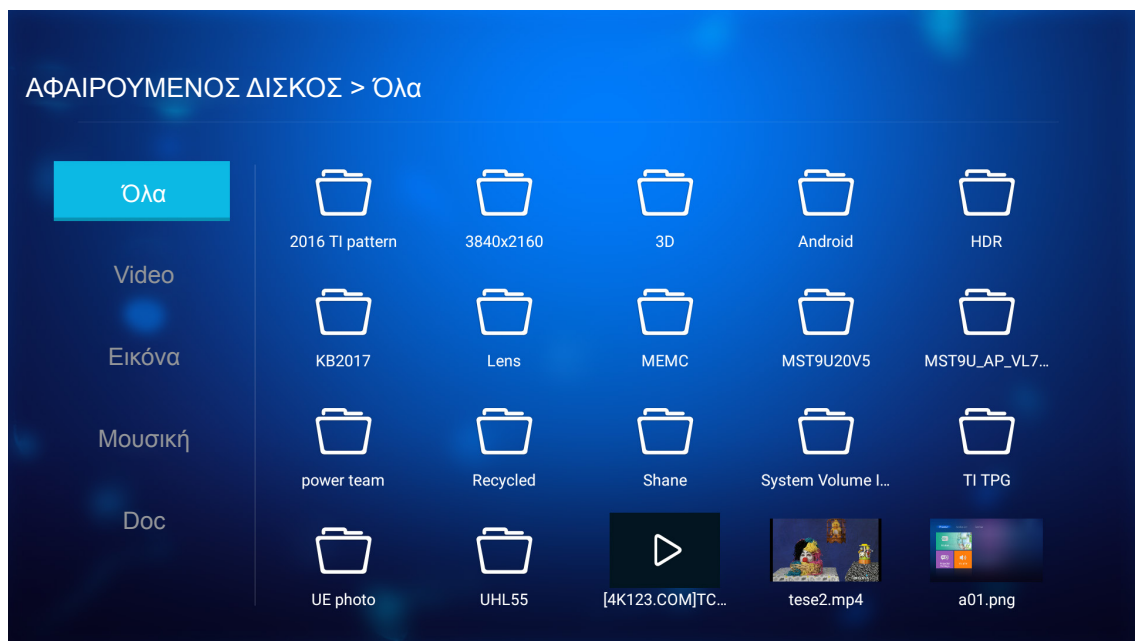 ΑΦΑΙΡΟΥΜΕΝΟΣ ΔΙΣΚΟΣ > Όλα
Όλα
Video
Εικόνα
Μουσική
Doc
2016 TI pattern
3840x2160
3D
Android
HDR
KB2017
Lens
MEMC
MST9U20V5
MST9U_AP_VL7...
power team
Recycled
Shane
System Volume I...
TI TPG
UE photo
UHL55
[4K123.COM]TC...
tese2.mp4
a01.png